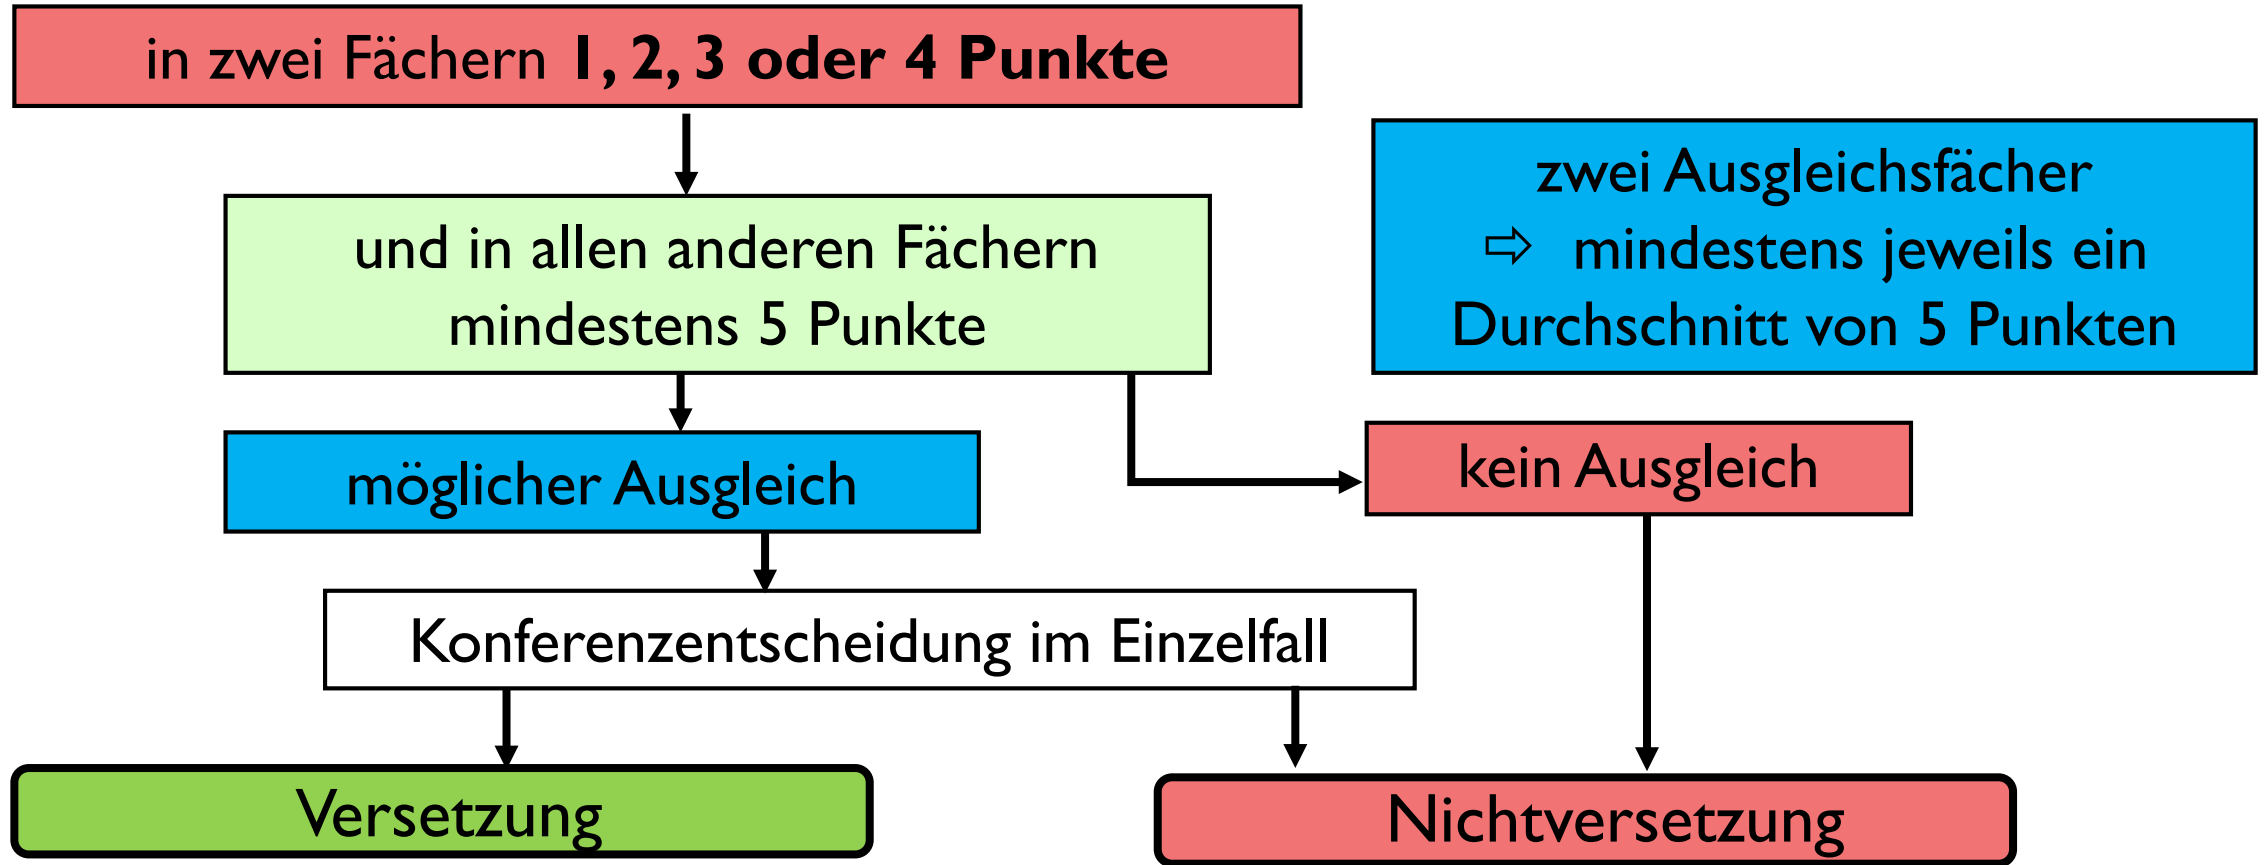 in zwei Fächern 1, 2, 3 oder 4 Punkte
und in allen anderen Fächern
mindestens 5 Punkte
zwei Ausgleichsfächer
⇨ mindestens jeweils ein
Durchschnitt von 5 Punkten
möglicher Ausgleich
kein Ausgleich
Konferenzentscheidung im Einzelfall
Versetzung
Nichtversetzung